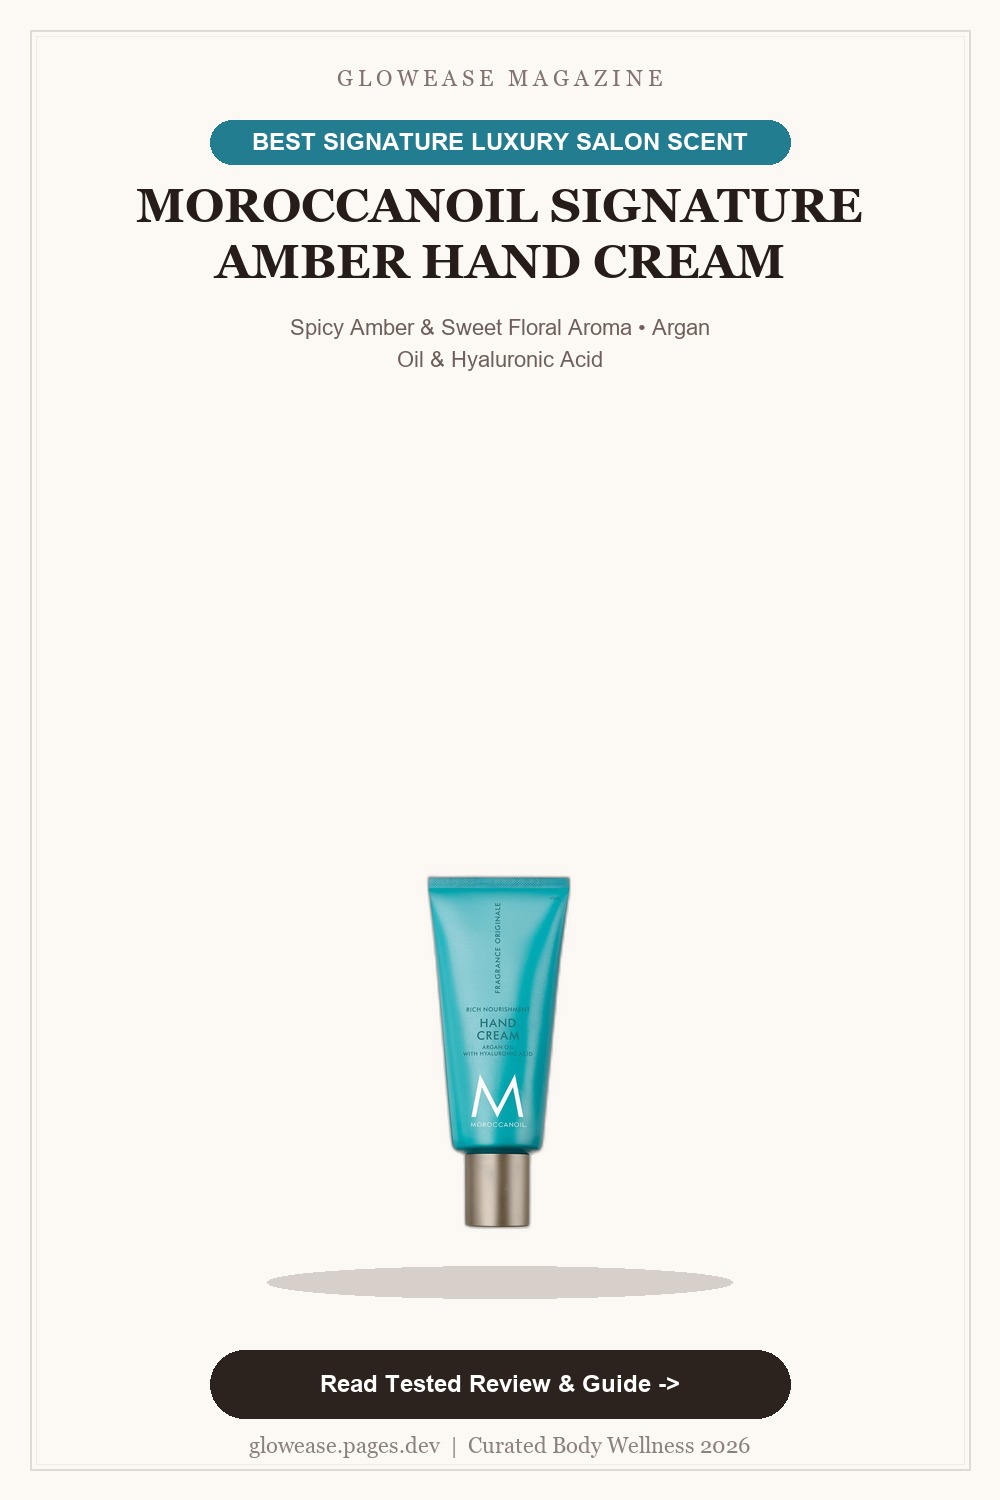 GLOWEASE MAGAZINE
BEST SIGNATURE LUXURY SALON SCENT
MOROCCANOIL SIGNATURE
AMBER HAND CREAM
Spicy Amber & Sweet Floral Aroma • Argan
Oil & Hyaluronic Acid
FRAGRANCE ORIGINALE
RICH NOURISHMENT
HAND
CREAM
ARGAN OIL
WITH HYALURONIC ACID
M
MOROCCANOIL
Read Tested Review & Guide ->
glowease.pages.dev | Curated Body Wellness 2026